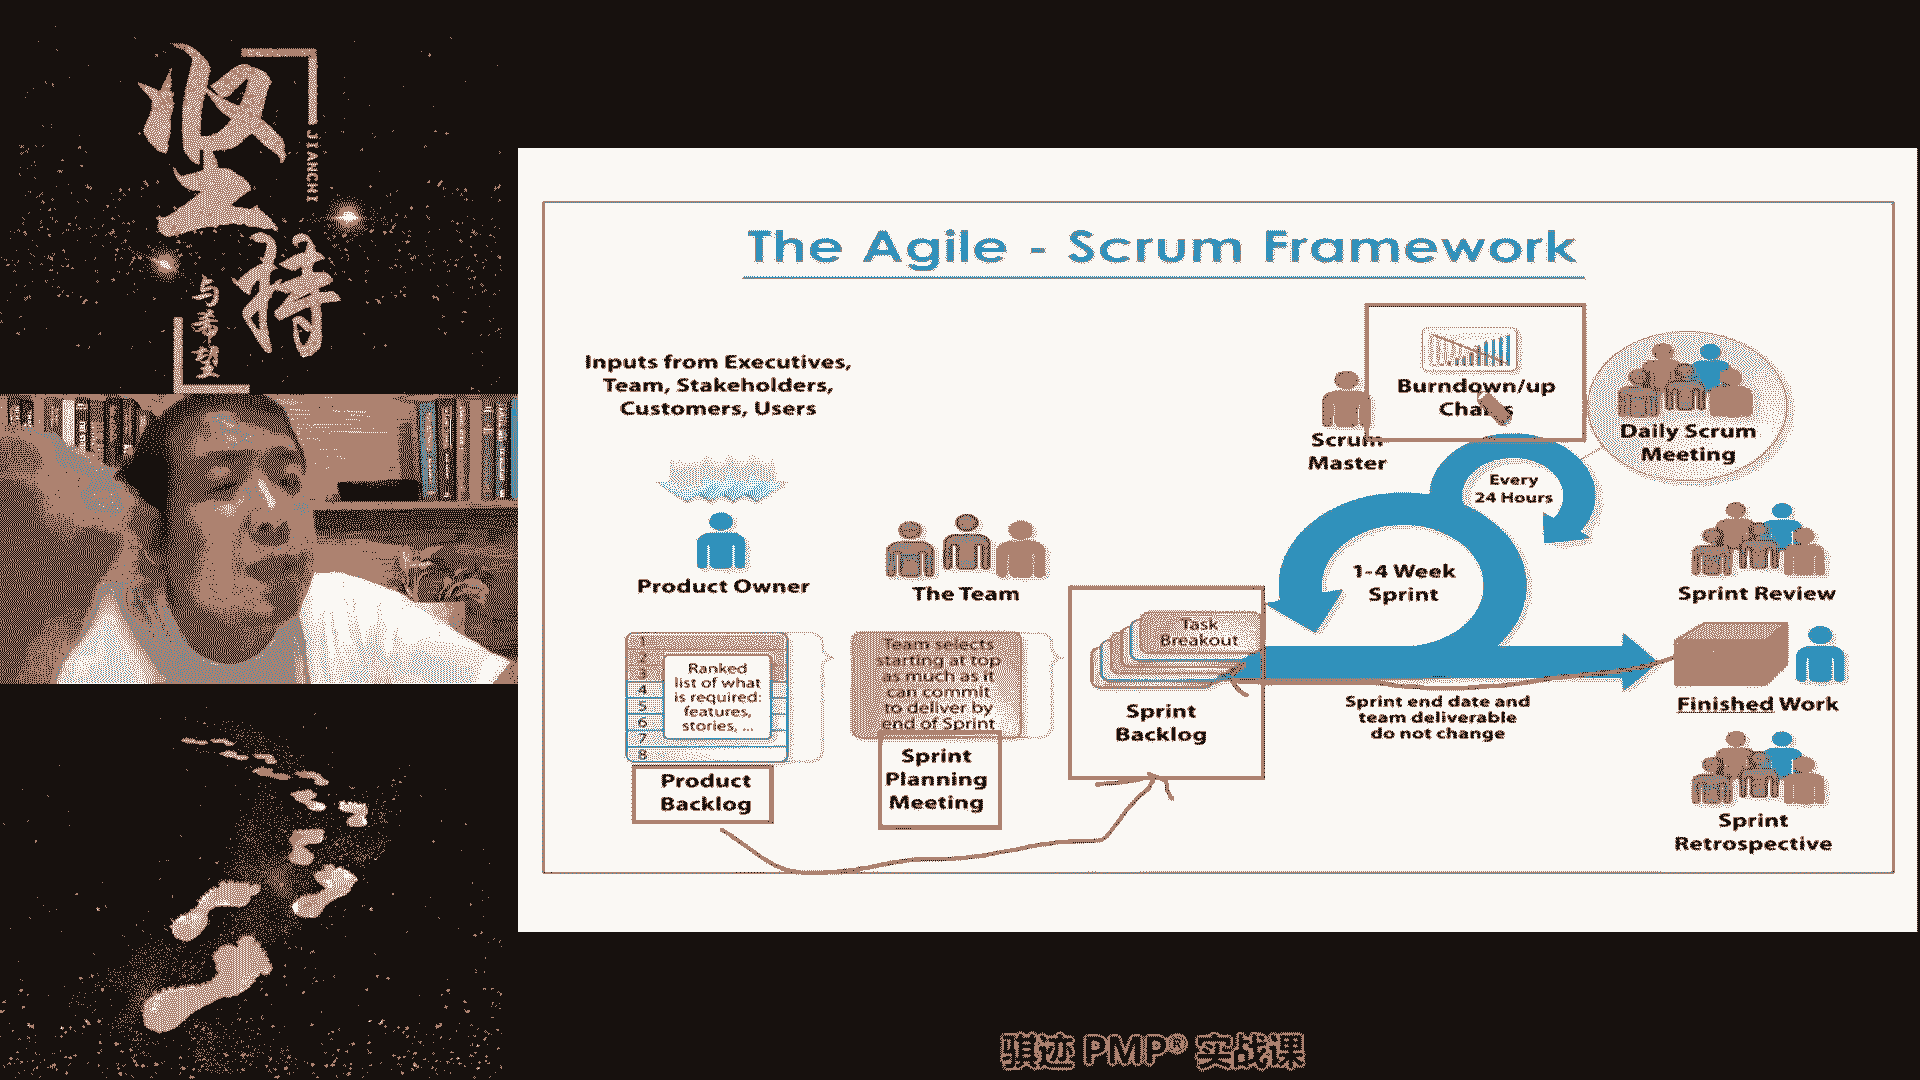 坚
持
JIANCHI
与希望
The Agile - Scrum Framework
Inputs from Executives,
Team, Stakeholders,
Customers, Users
Product Owner
The Team
1
2
3
4
5
6
7
8
Ranked
list of what
is required:
features,
stories, ...
Product
Backlog
Team selects
starting at top
as much as it
can commit
to deliver by
end of Sprint
Sprint
Planning
Meeting
Task
Breakout
Sprint
Backlog
Scrum
Master
Burndown/up
Charts
Every
24 Hours
1-4 Week
Sprint
Daily Scrum
Meeting
Sprint Review
Sprint end date and
team deliverable
do not change
Finished Work
Sprint
Retrospective
骐迹 PMP® 实战课